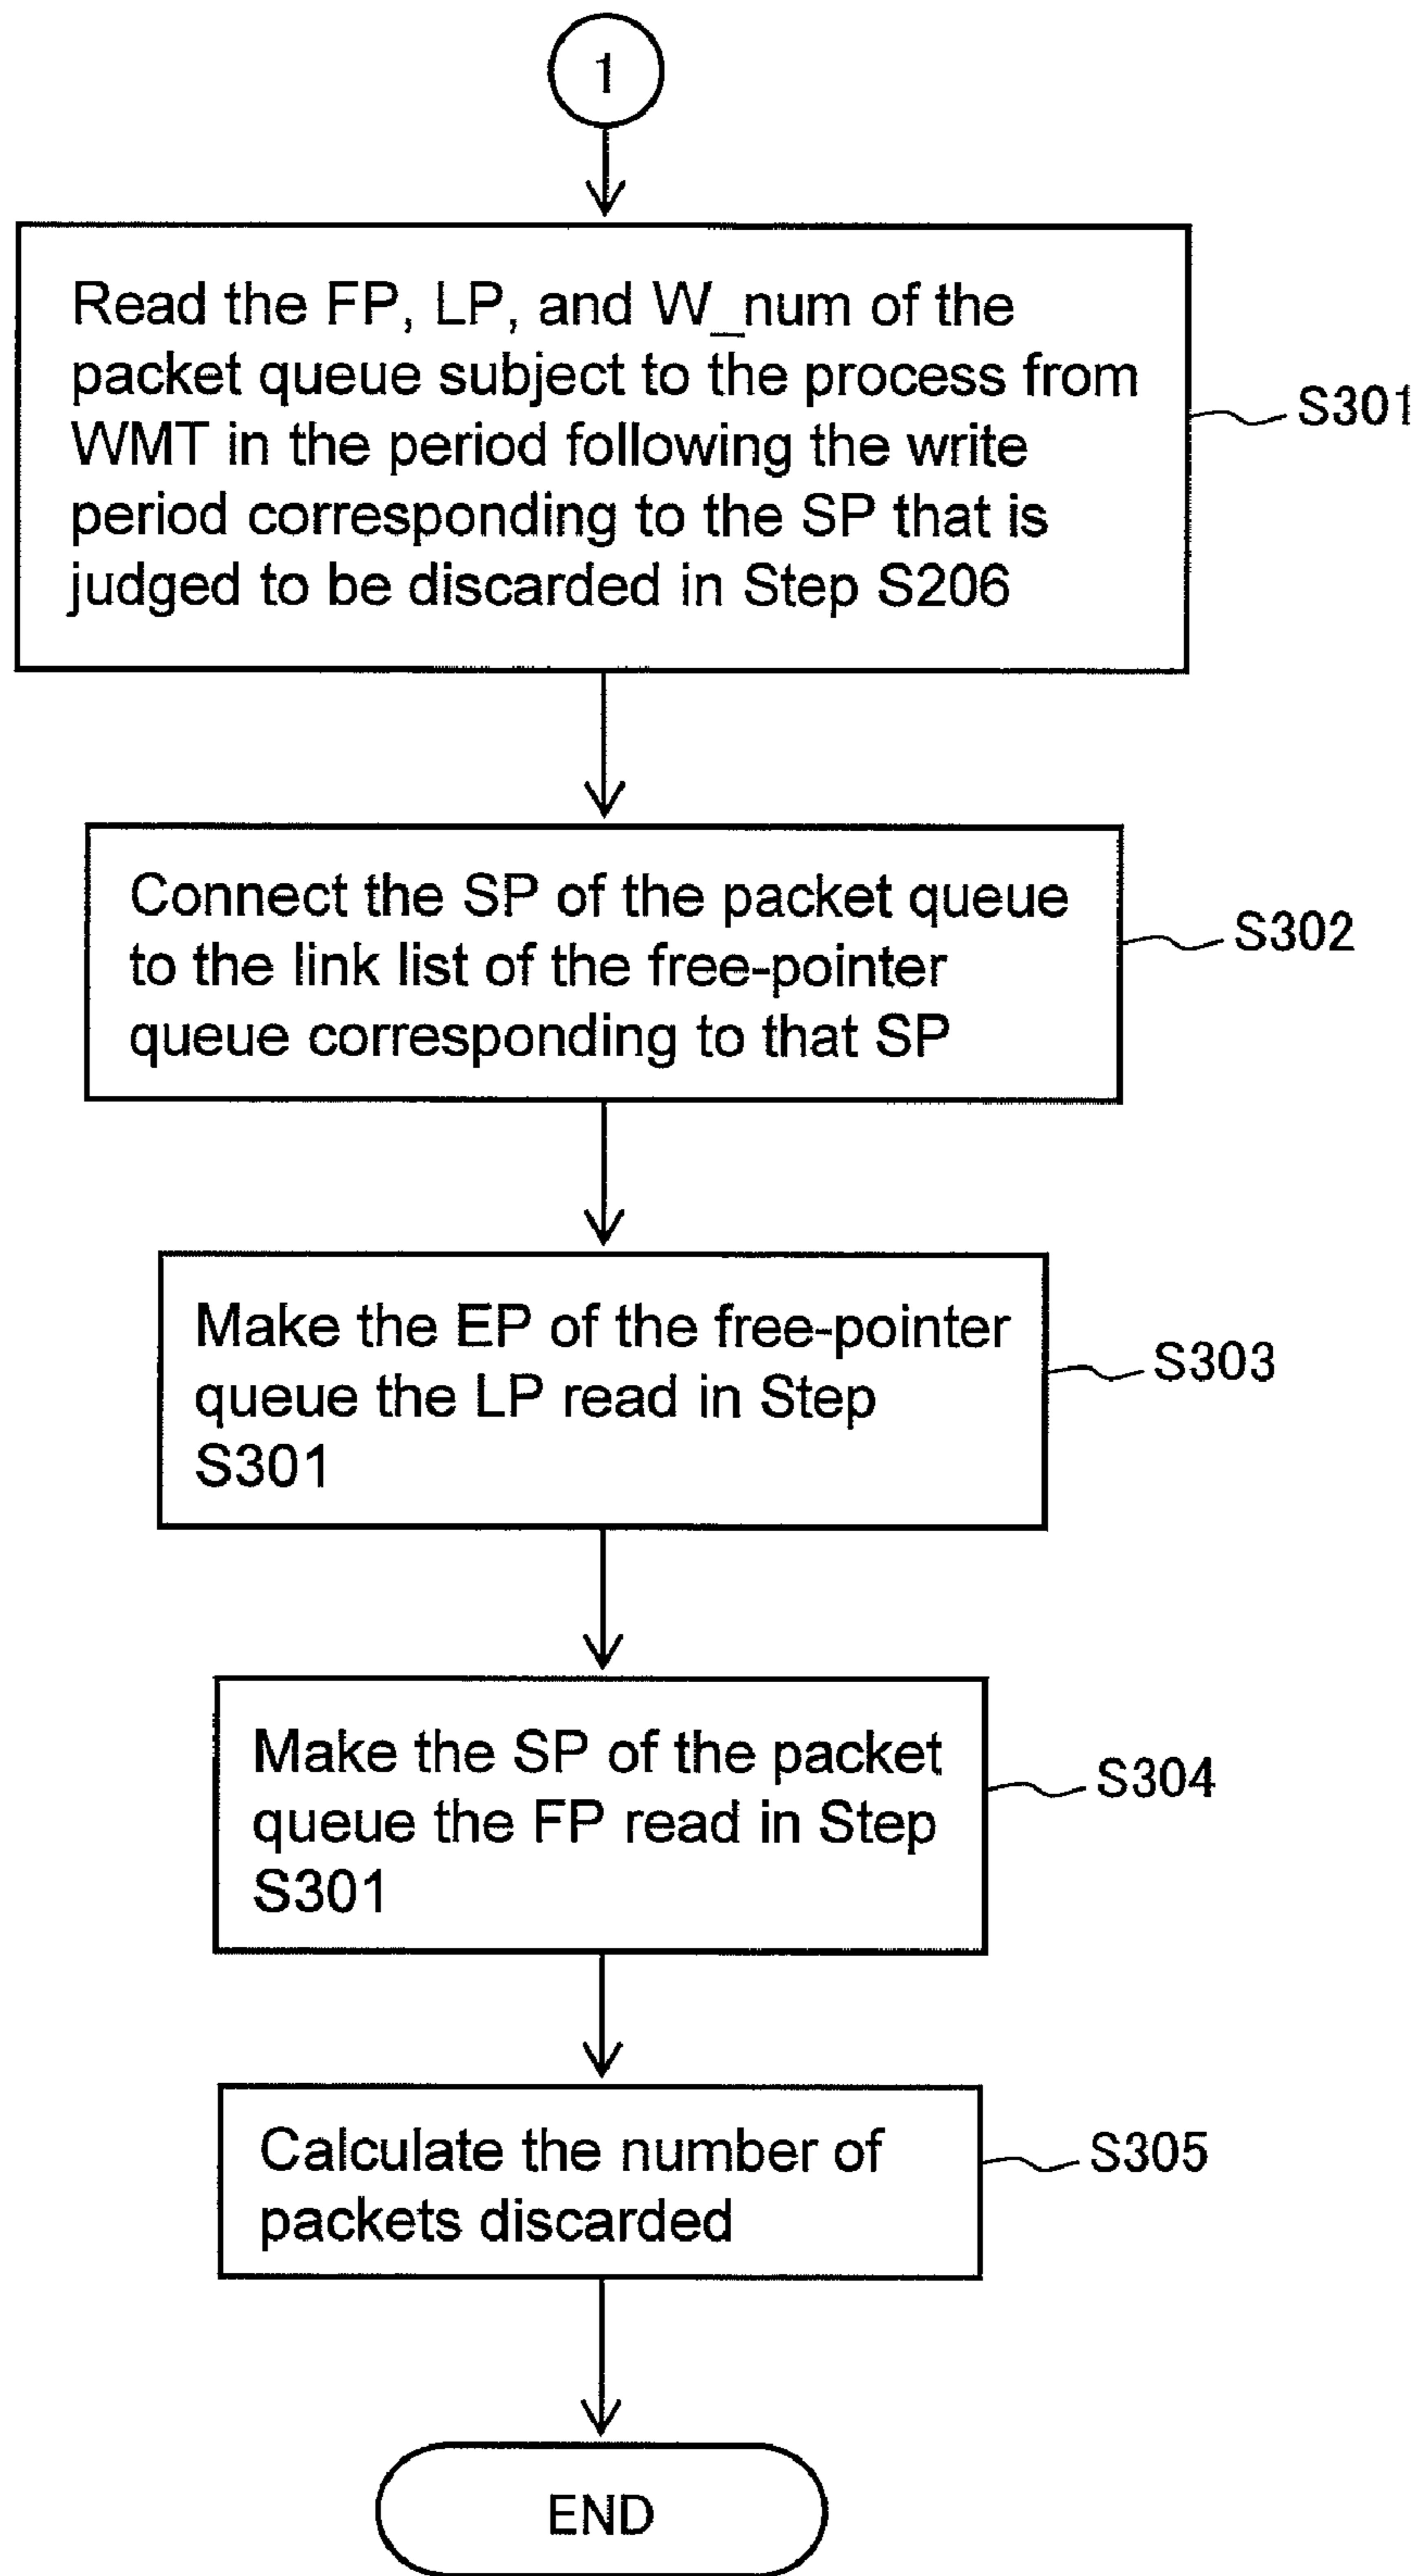 1
Read the FP, LP, and W_num of the
packet queue subject to the process from
WMT in the period following the write
period corresponding to the SP that is
judged to be discarded in Step S206
S301
Connect the SP of the packet queue
to the link list of the free-pointer
queue corresponding to that SP
S302
Make the EP of the free-pointer
queue the LP read in Step
S301
S303
Make the SP of the packet
queue the FP read in Step
S301
S304
Calculate the number of
packets discarded
S305
END